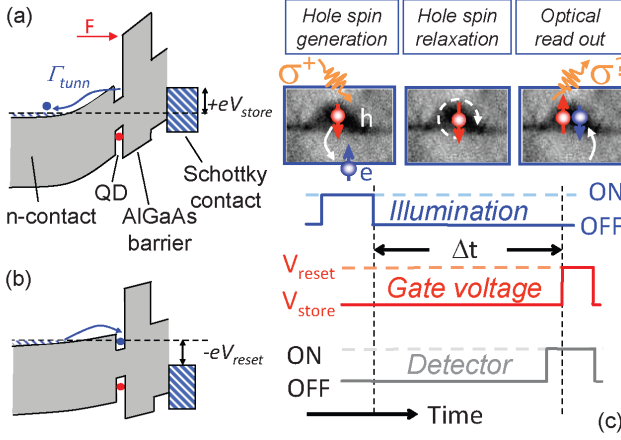 (a)
F
Γtunn
+eVstore
QD
Schottky
contact
n-contact
AlGaAs
barrier
(b)
-eVreset
Hole spin
generation
Hole spin
relaxation
Optical
read out
σ+
σ?
h
e
ON
Illumination
OFF
Δt
Vreset
Gate voltage
Vstore
ON
Detector
OFF
Time
(c)